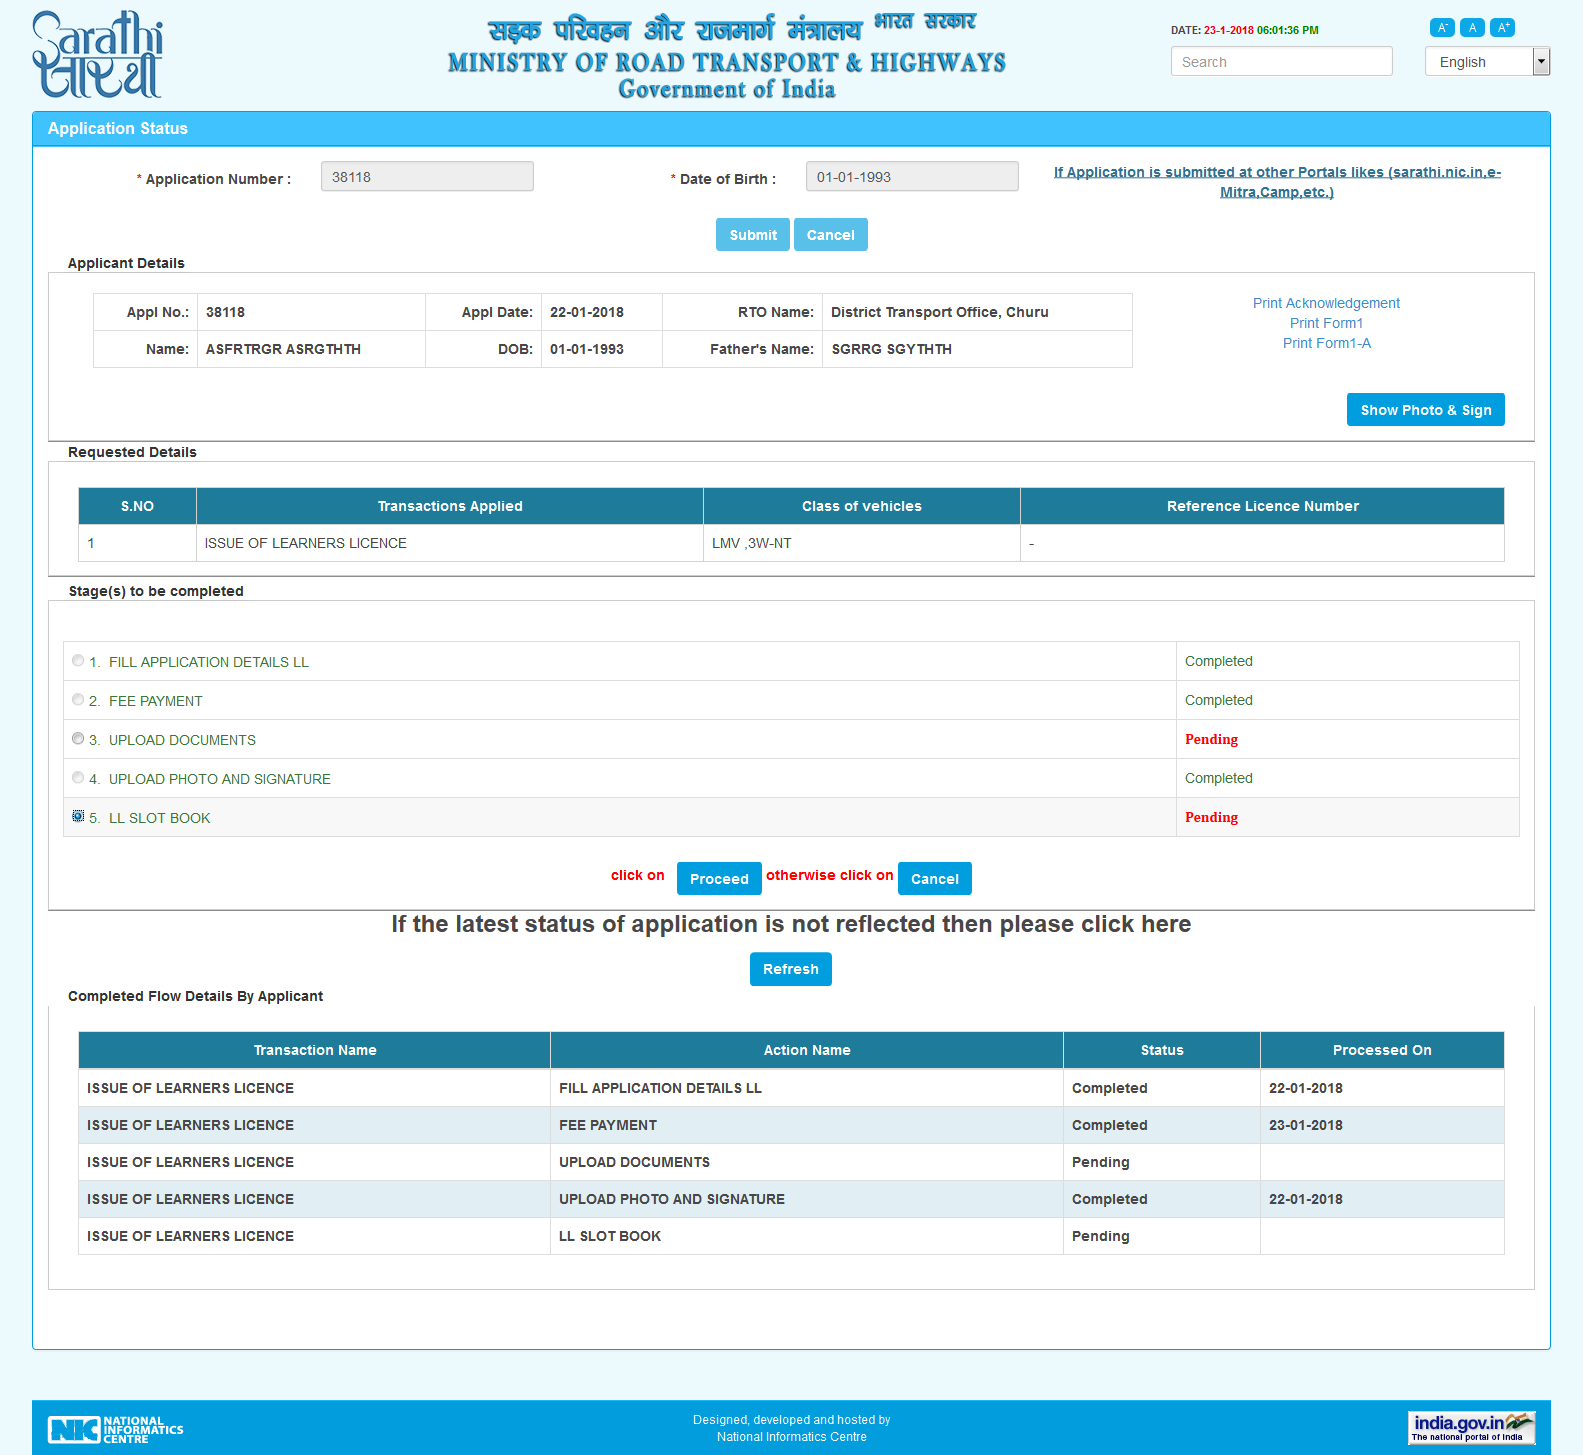 Sarathi
सारथी
सड़क परिवहन और राजमार्ग मंत्रालय भारत सरकार
MINISTRY OF ROAD TRANSPORT & HIGHWAYS
Government of India
DATE: 23-1-2018 06:01:36 PM
A- A A+
Search
English
Application Status
* Application Number : 38118 * Date of Birth : 01-01-1993
If Application is submitted at other Portals likes (sarathi.nic.in,e-
Mitra,Camp,etc.)
Submit Cancel
Applicant Details
Appl No.: 38118 Appl Date: 22-01-2018 RTO Name: District Transport Office, Churu
Name: ASFRTRGR ASRGTHTH DOB: 01-01-1993 Father's Name: SGRRG SGYTHTH
Print Acknowledgement
Print Form1
Print Form1-A
Show Photo & Sign
Requested Details
S.NO Transactions Applied Class of vehicles Reference Licence Number
1 ISSUE OF LEARNERS LICENCE LMV ,3W-NT -
Stage(s) to be completed
1. FILL APPLICATION DETAILS LL Completed
2. FEE PAYMENT Completed
3. UPLOAD DOCUMENTS Pending
4. UPLOAD PHOTO AND SIGNATURE Completed
5. LL SLOT BOOK Pending
click on Proceed otherwise click on Cancel
If the latest status of application is not reflected then please click here
Refresh
Completed Flow Details By Applicant
Transaction Name Action Name Status Processed On
ISSUE OF LEARNERS LICENCE FILL APPLICATION DETAILS LL Completed 22-01-2018
ISSUE OF LEARNERS LICENCE FEE PAYMENT Completed 23-01-2018
ISSUE OF LEARNERS LICENCE UPLOAD DOCUMENTS Pending
ISSUE OF LEARNERS LICENCE UPLOAD PHOTO AND SIGNATURE Completed 22-01-2018
ISSUE OF LEARNERS LICENCE LL SLOT BOOK Pending
NIC NATIONAL
INFORMATICS
CENTRE
Designed, developed and hosted by
National Informatics Centre
india.gov.in
The national portal of India